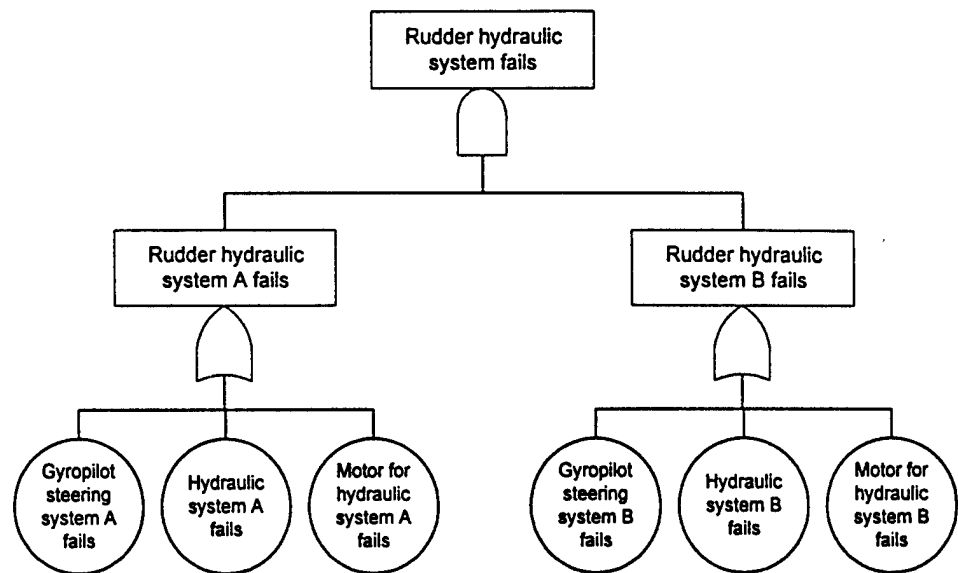 Rudder hydraulic
system fails
Rudder hydraulic
system A fails
Rudder hydraulic
system B fails
Gyropilot
steering
system A
fails
Hydraulic
system A
fails
Motor for
hydraulic
system A
fails
Gyropilot
steering
system B
fails
Hydraulic
system B
fails
Motor for
hydraulic
system B
fails